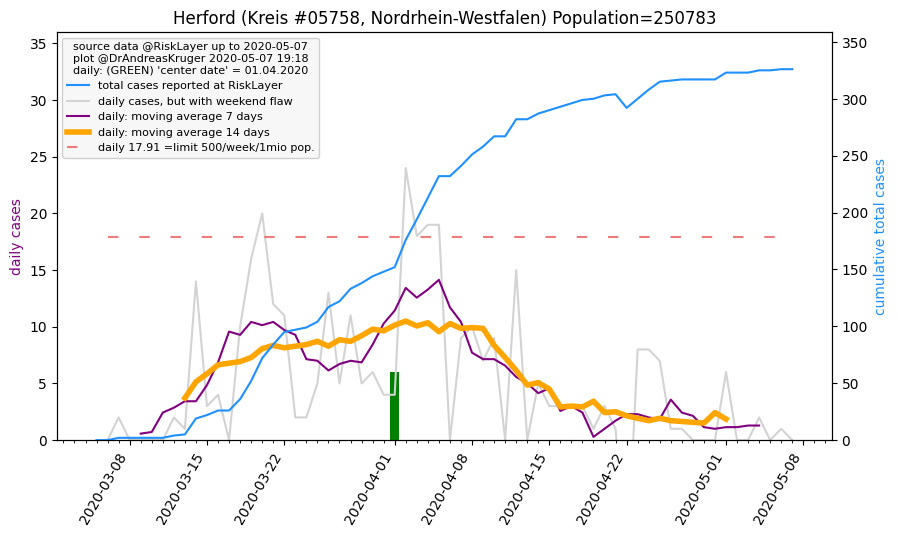 Herford (Kreis #05758, Nordrhein-Westfalen) Population=250783
source data @RiskLayer up to 2020-05-07
plot @DrAndreasKruger 2020-05-07 19:18
daily: (GREEN) 'center date' = 01.04.2020
total cases reported at RiskLayer
daily cases, but with weekend flaw
daily: moving average 7 days
daily: moving average 14 days
daily 17.91 =limit 500/week/1mio pop.
daily cases
35
30
25
20
15
10
5
0
cumulative total cases
350
300
250
200
150
100
50
0
2020-03-08
2020-03-15
2020-03-22
2020-04-01
2020-04-08
2020-04-15
2020-04-22
2020-05-01
2020-05-08